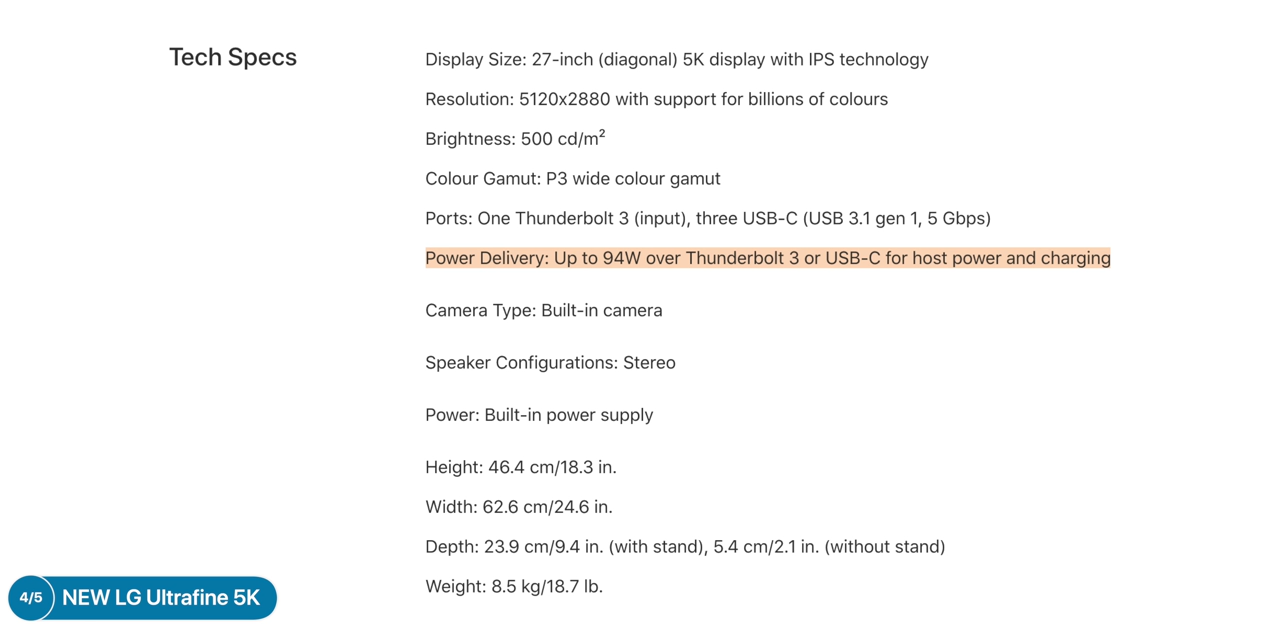 Tech Specs
Display Size: 27-inch (diagonal) 5K display with IPS technology
Resolution: 5120x2880 with support for billions of colours
Brightness: 500 cd/m²
Colour Gamut: P3 wide colour gamut
Ports: One Thunderbolt 3 (input), three USB-C (USB 3.1 gen 1, 5 Gbps)
Power Delivery: Up to 94W over Thunderbolt 3 or USB-C for host power and charging
Camera Type: Built-in camera
Speaker Configurations: Stereo
Power: Built-in power supply
Height: 46.4 cm/18.3 in.
Width: 62.6 cm/24.6 in.
Depth: 23.9 cm/9.4 in. (with stand), 5.4 cm/2.1 in. (without stand)
Weight: 8.5 kg/18.7 lb.
4/5 NEW LG Ultrafine 5K